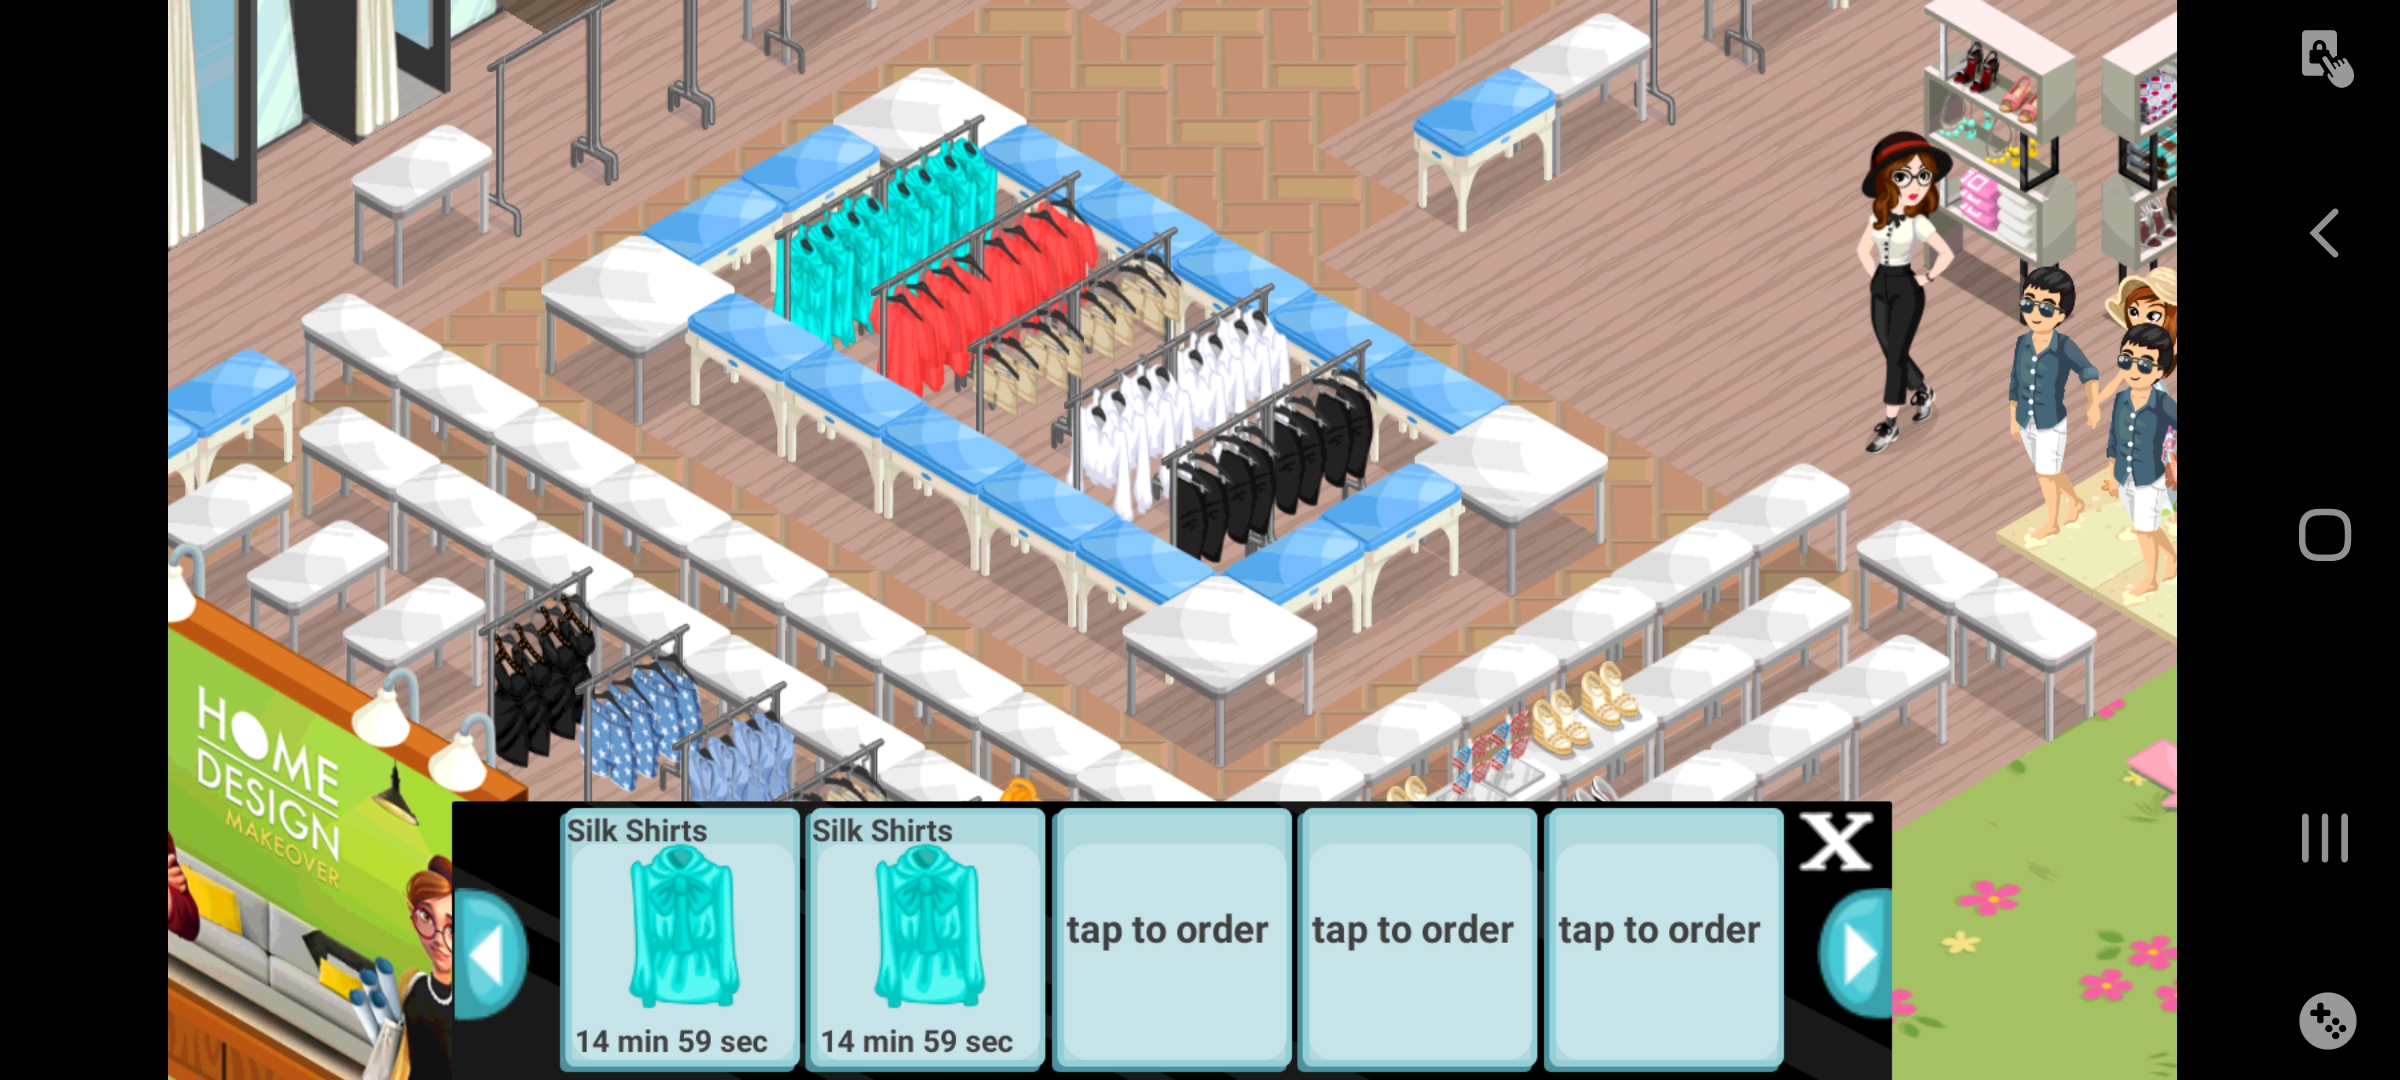 HOME
DESIGN
MAKEOVER
Silk Shirts
14 min 59 sec
Silk Shirts
14 min 59 sec
tap to order
tap to order
tap to order
X